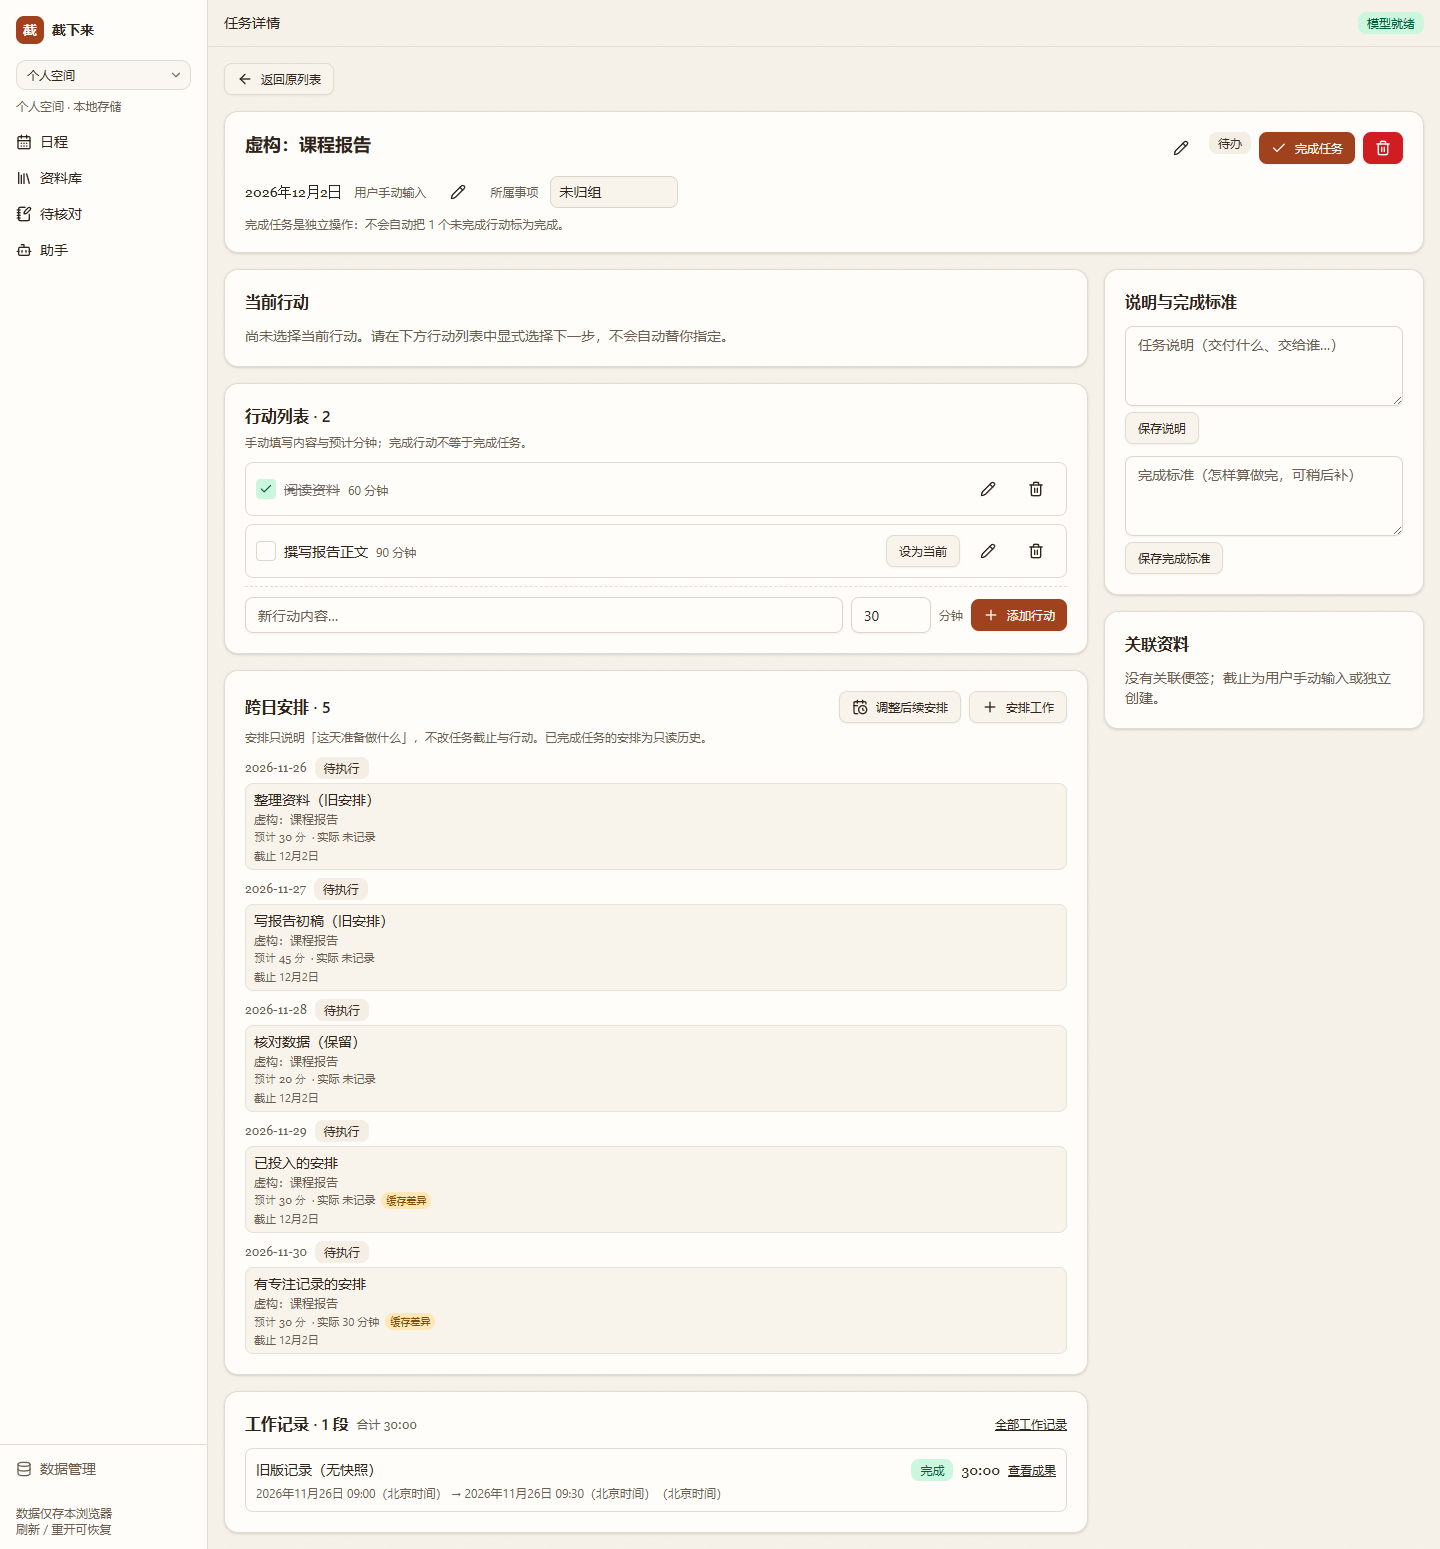 截 截下来
个人空间
个人空间 · 本地存储
日程
资料库
待核对
助手
数据管理
数据仅存本浏览器
刷新 / 重开可恢复
任务详情
模型就绪
返回原列表
虚构：课程报告
待办
完成任务
2026年12月2日 用户手动输入 所属事项 未归组
完成任务是独立操作：不会自动把 1 个未完成行动标为完成。
当前行动
尚未选择当前行动。请在下方行动列表中显式选择下一步，不会自动替你指定。
行动列表 · 2
手动填写内容与预计分钟；完成行动不等于完成任务。
阅读资料 60 分钟
撰写报告正文 90 分钟 设为当前
新行动内容... 30 分钟 添加行动
跨日安排 · 5 调整后续安排 安排工作
安排只说明「这天准备做什么」，不改任务截止与行动。已完成任务的安排为只读历史。
2026-11-26 待执行
整理资料（旧安排）
虚构：课程报告
预计 30 分 · 实际 未记录
截止 12月2日
2026-11-27 待执行
写报告初稿（旧安排）
虚构：课程报告
预计 45 分 · 实际 未记录
截止 12月2日
2026-11-28 待执行
核对数据（保留）
虚构：课程报告
预计 20 分 · 实际 未记录
截止 12月2日
2026-11-29 待执行
已投入的安排
虚构：课程报告
预计 30 分 · 实际 未记录 缓存差异
截止 12月2日
2026-11-30 待执行
有专注记录的安排
虚构：课程报告
预计 30 分 · 实际 30 分钟 缓存差异
截止 12月2日
工作记录 · 1 段 合计 30:00 全部工作记录
旧版记录（无快照） 完成 30:00 查看成果
2026年11月26日 09:00（北京时间） → 2026年11月26日 09:30（北京时间）（北京时间）
说明与完成标准
任务说明（交付什么、交给谁...）
保存说明
完成标准（怎样算做完，可稍后补）
保存完成标准
关联资料
没有关联便签；截止为用户手动输入或独立
创建。